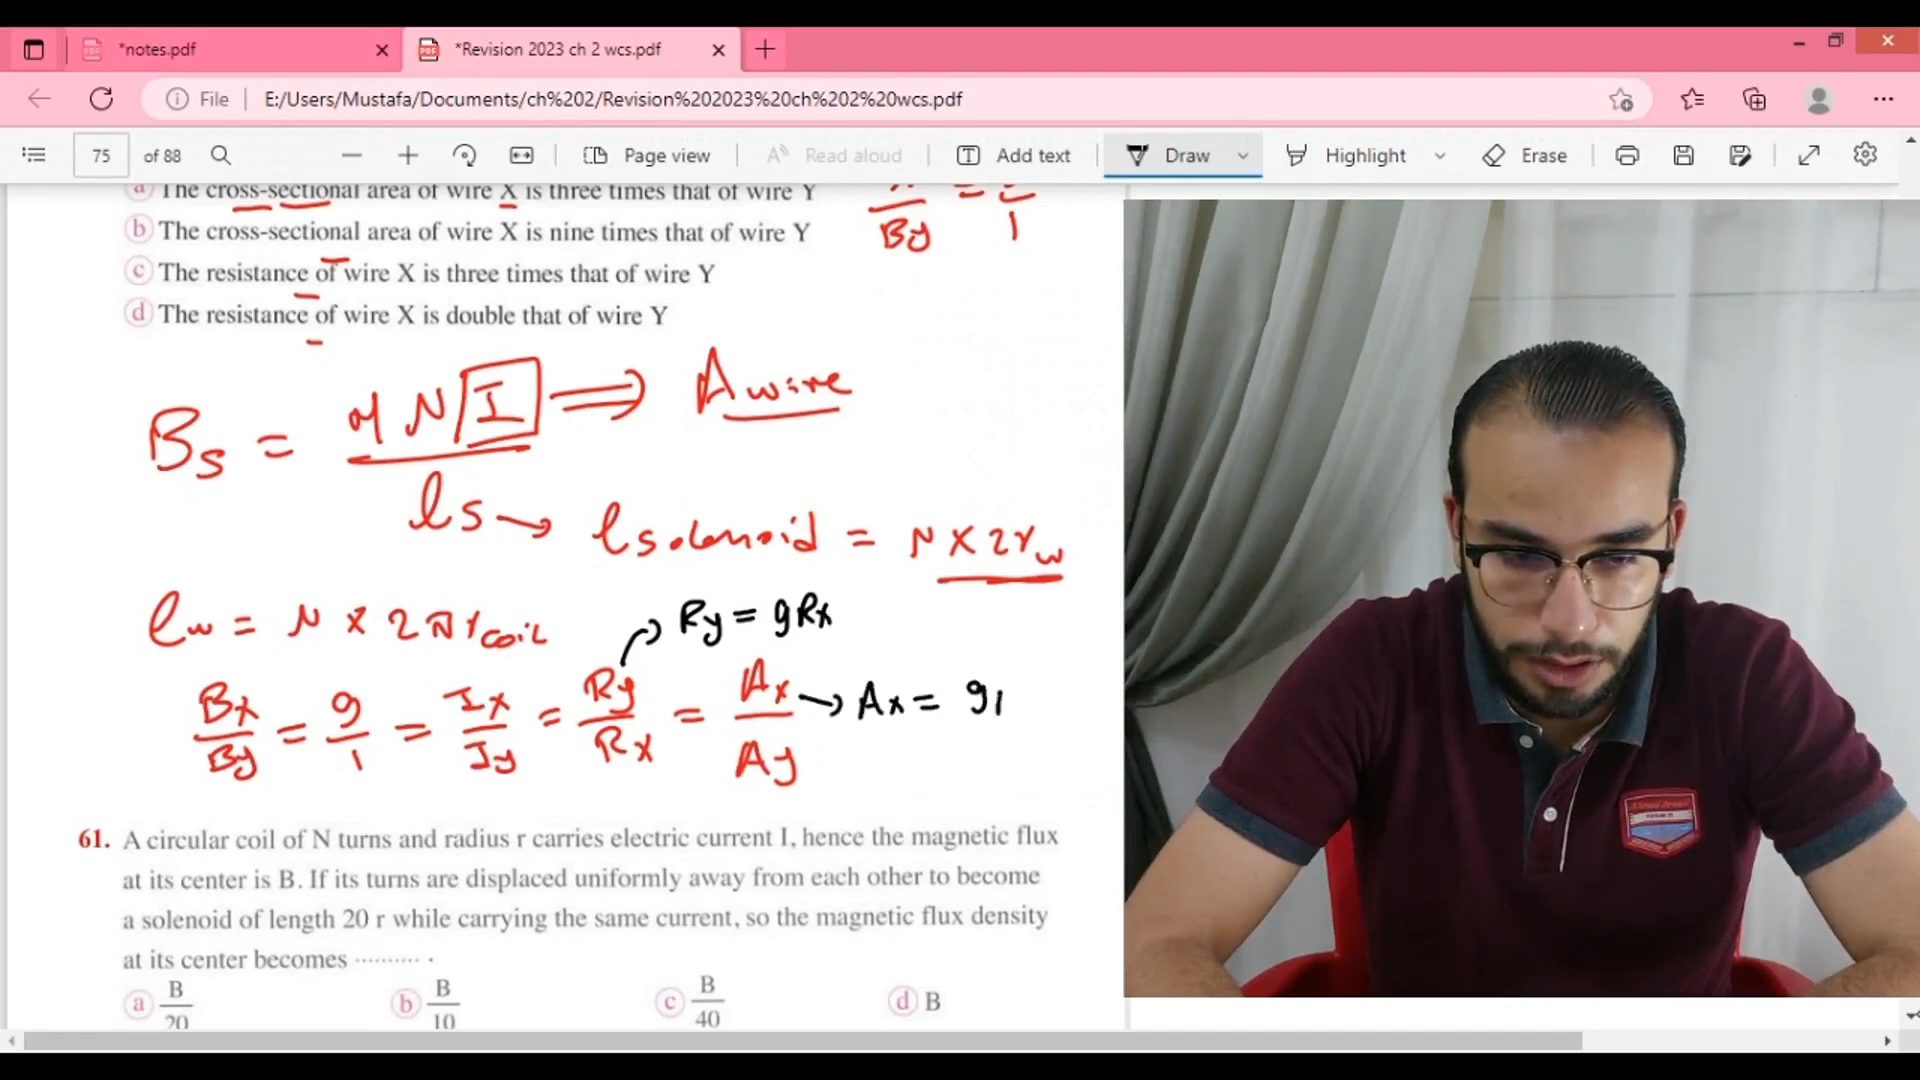 *notes.pdf
*Revision 2023 ch 2 wcs.pdf
File
E:/Users/Mustafa/Documents/ch%202/Revision%202023%20ch%202%20wcs.pdf
75 of 88
Page view
Read aloud
Add text
Draw
Highlight
Erase
a The cross-sectional area of wire X is three times that of wire Y
b The cross-sectional area of wire X is nine times that of wire Y
By = 1
c The resistance of wire X is three times that of wire Y
d The resistance of wire X is double that of wire Y
Bs = μ N I / ls ⇒ Awire
ls → lsolenoid = N × 2rw
lw = N × 2πrcoil
Ry = 9Rx
Bx/By = 9/1 = Ix/Iy = Ry/Rx = Ax/Ay → Ax = 9
61. A circular coil of N turns and radius r carries electric current I, hence the magnetic flux
at its center is B. If its turns are displaced uniformly away from each other to become
a solenoid of length 20 r while carrying the same current, so the magnetic flux density
at its center becomes .......... .
a B/20 b B/10 c B/40 d B